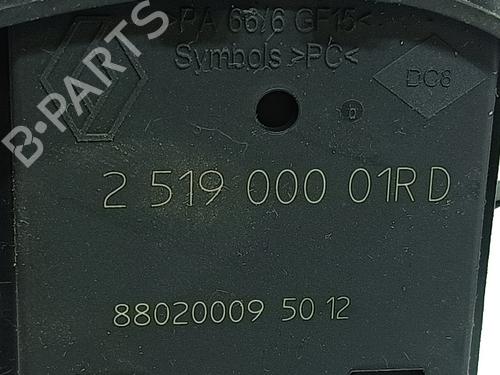 >PA 66/6 GF15<
Symbols >PC<
DC8
b
B-PARTS
2 519 000 01R D
88020009 50 12